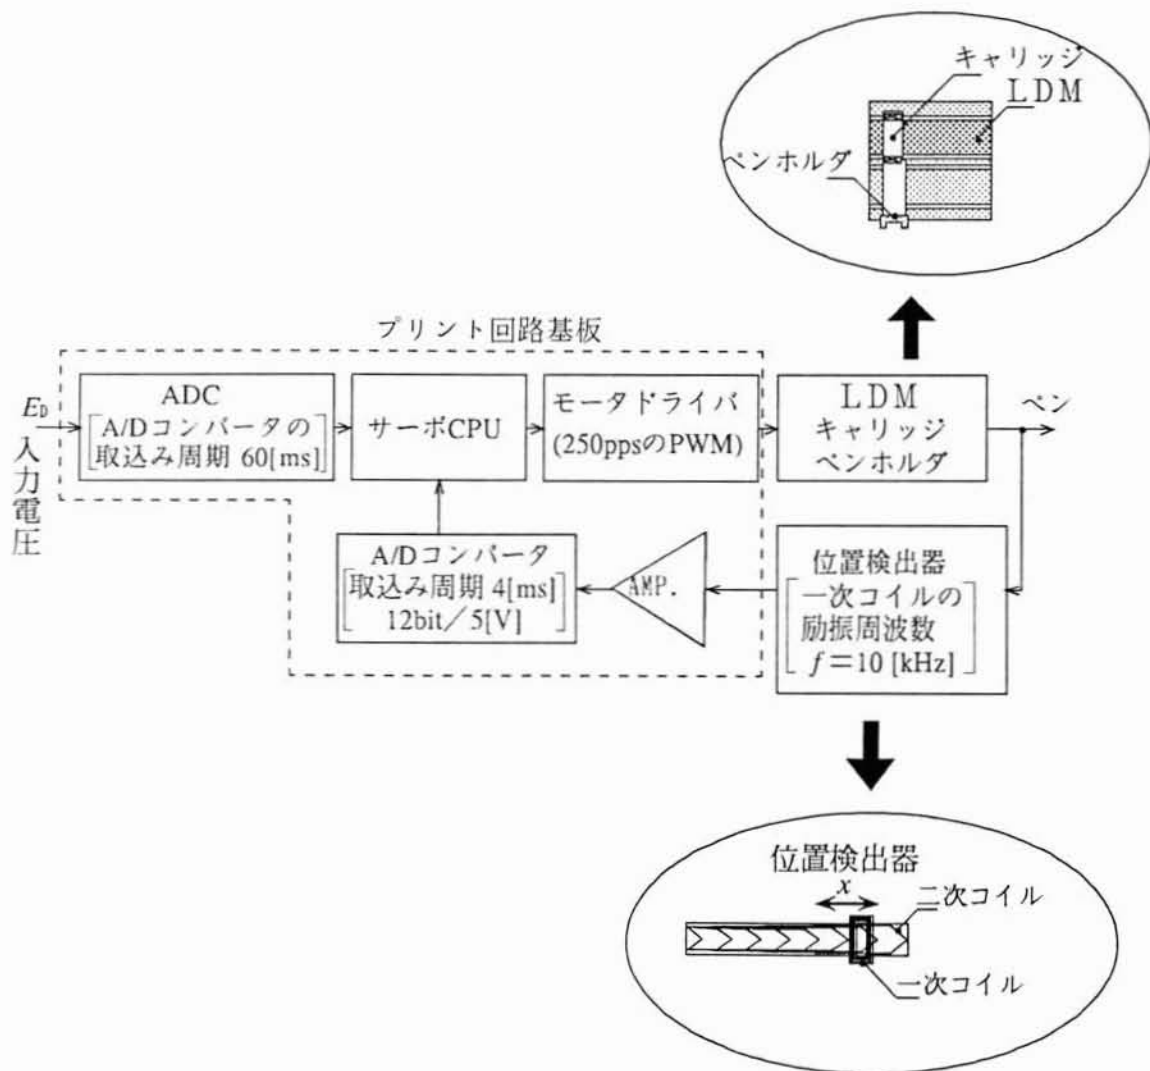 キャリッジ
LDM
ペンホルダ
プリント回路基板
E_D
入力電圧
ADC
[A/Dコンバータの
取込み周期 60[ms]]
サーボCPU
モータドライバ
(250ppsのPWM)
LDM
キャリッジ
ペンホルダ
ペン
A/Dコンバータ
[取込み周期 4[ms]
12bit/5[V]]
AMP.
位置検出器
[一次コイルの
励振周波数
f=10 [kHz]]
位置検出器
x
二次コイル
一次コイル